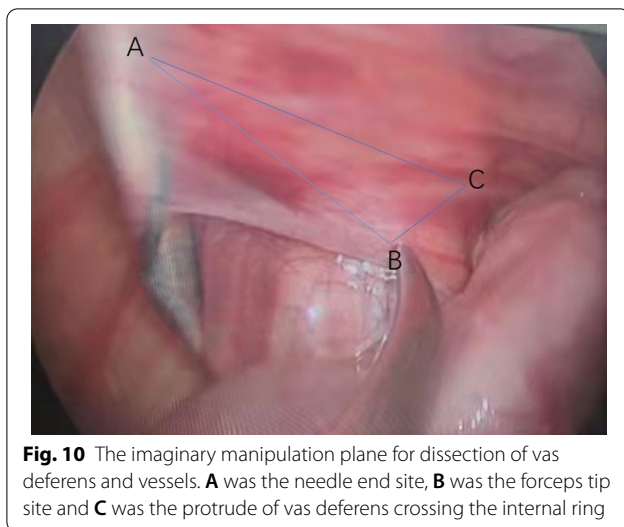 A
C
B
Fig. 10 The imaginary manipulation plane for dissection of vas
deferens and vessels. A was the needle end site, B was the forceps tip
site and C was the protrude of vas deferens crossing the internal ring